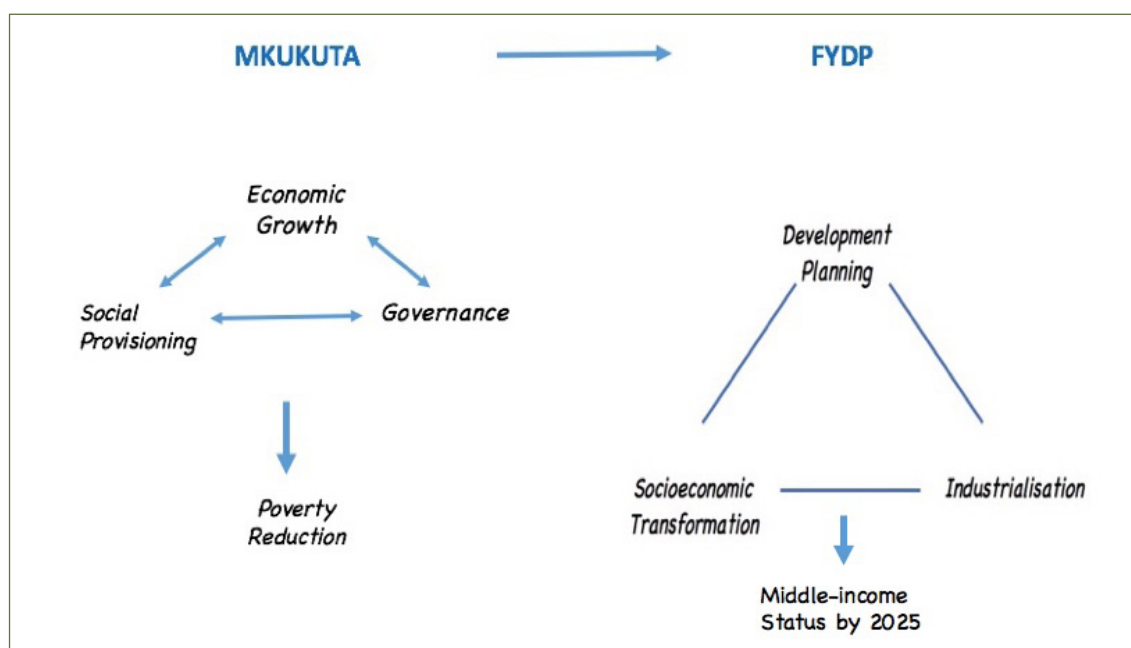 MKUKUTA
FYDP
Economic
Growth
Social
Provisioning
Governance
Poverty
Reduction
Development
Planning
Socioeconomic
Transformation
Industrialisation
Middle-income
Status by 2025